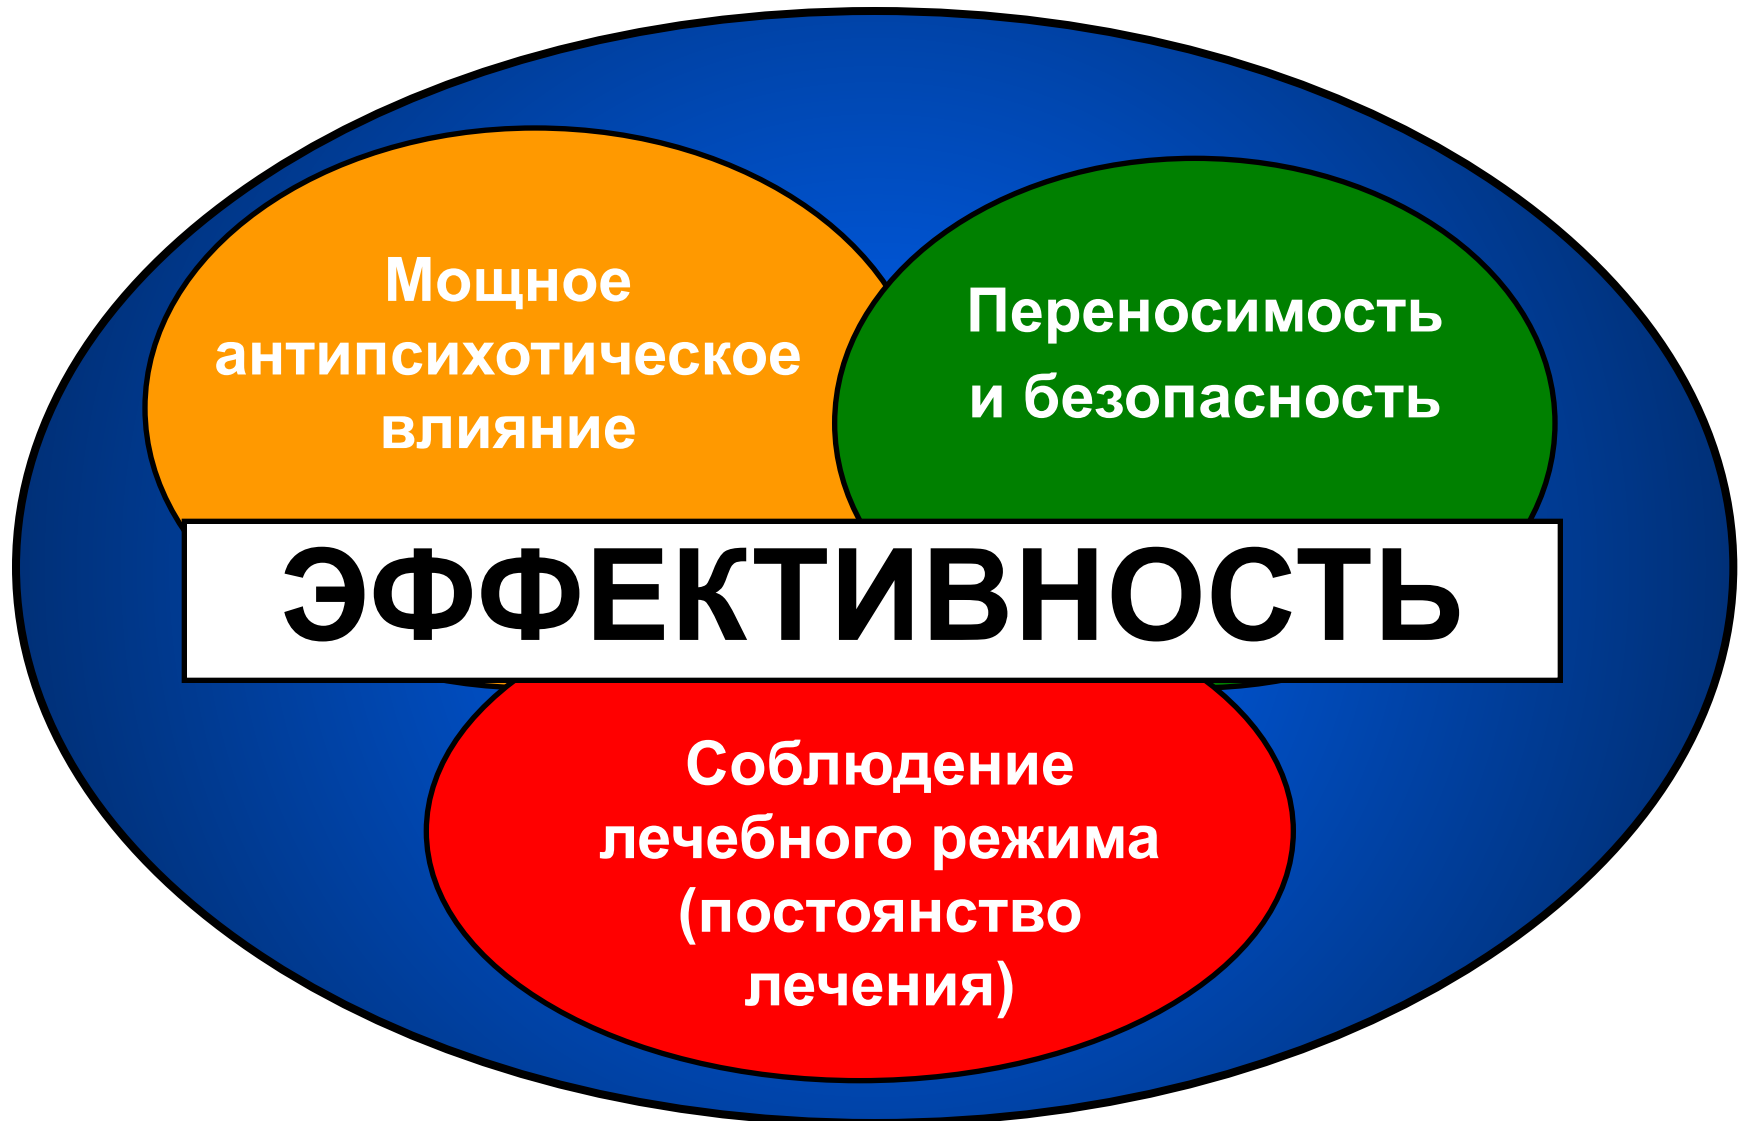 Мощное
антипсихотическое
влияние
Переносимость
и безопасность
ЭФФЕКТИВНОСТЬ
Соблюдение
лечебного режима
(постоянство
лечения)